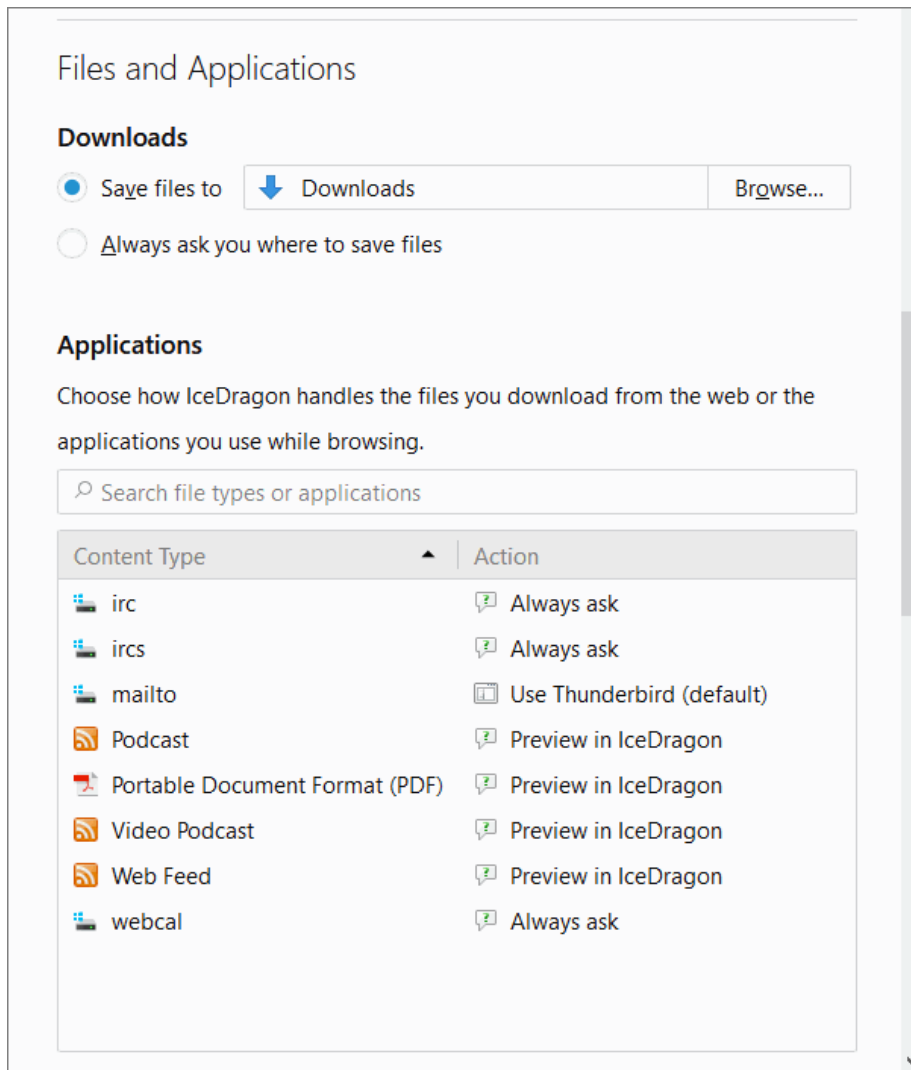 Files and Applications
Downloads
Save files to Downloads Browse...
Always ask you where to save files
Applications
Choose how IceDragon handles the files you download from the web or the
applications you use while browsing.
Search file types or applications
Content Type Action
irc Always ask
ircs Always ask
mailto Use Thunderbird (default)
Podcast Preview in IceDragon
Portable Document Format (PDF) Preview in IceDragon
Video Podcast Preview in IceDragon
Web Feed Preview in IceDragon
webcal Always ask